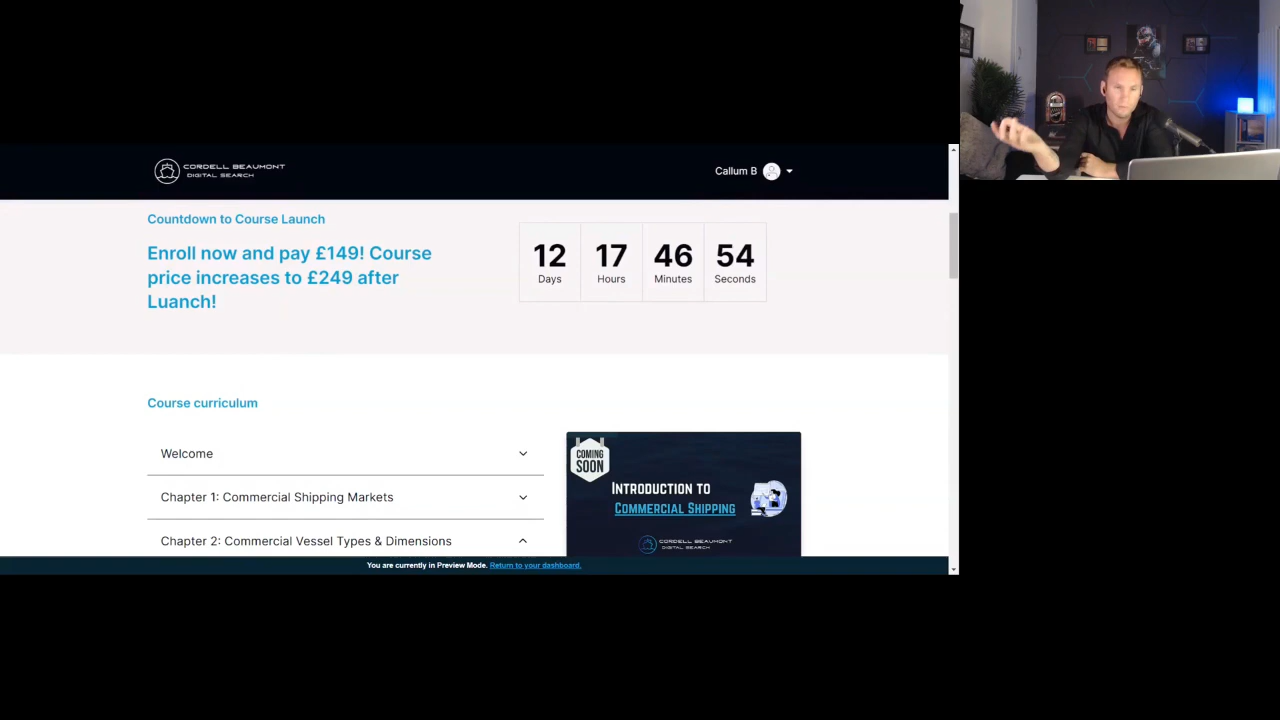 CORDELL BEAUMONT
DIGITAL SEARCH
Callum B
Countdown to Course Launch
Enroll now and pay £149! Course
price increases to £249 after
Luanch!
12
17
46
54
Days
Hours
Minutes
Seconds
Course curriculum
Welcome
Chapter 1: Commercial Shipping Markets
Chapter 2: Commercial Vessel Types & Dimensions
COMING
SOON
INTRODUCTION TO
COMMERCIAL SHIPPING
CORDELL BEAUMONT
DIGITAL SEARCH
You are currently in Preview Mode. Return to your dashboard.